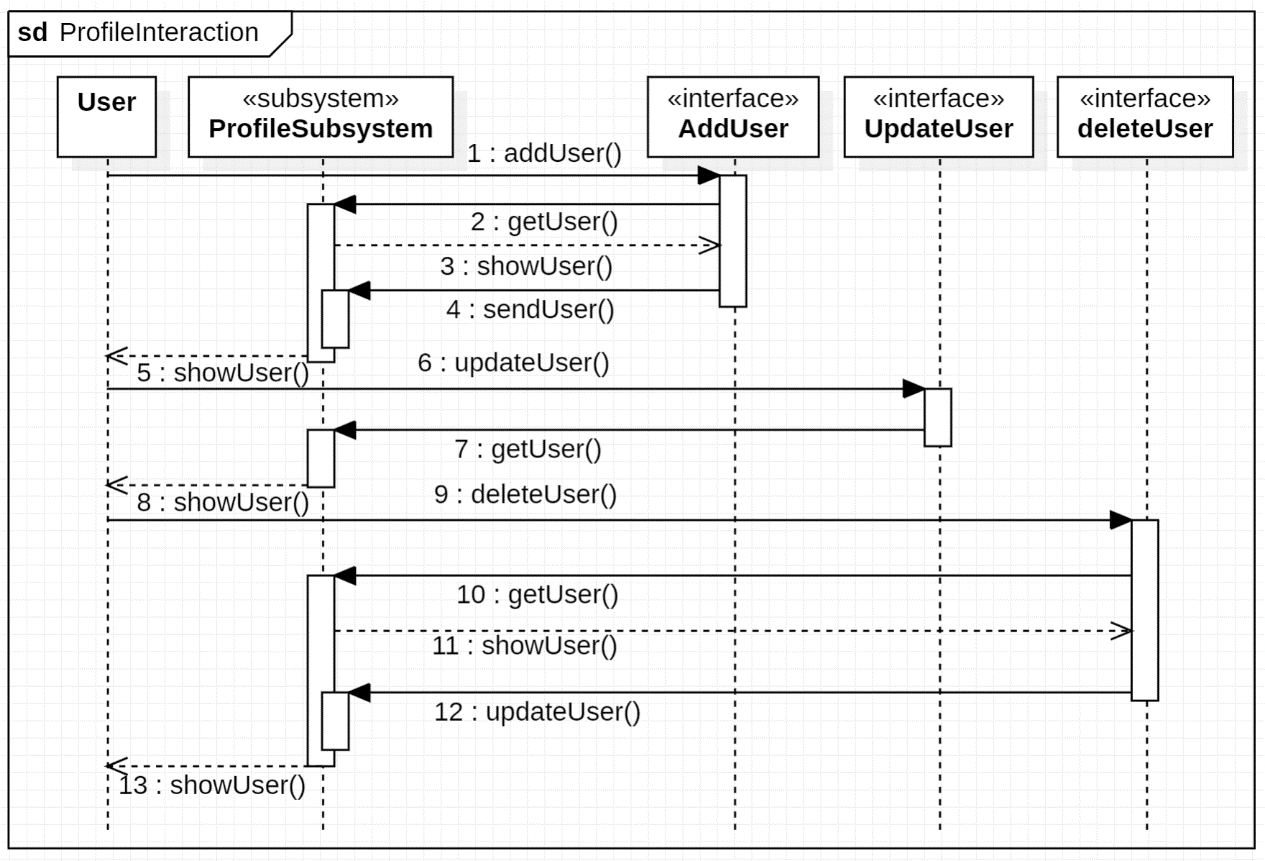 sd ProfileInteraction
User
«subsystem»
ProfileSubsystem
«interface»
AddUser
«interface»
UpdateUser
«interface»
deleteUser
1 : addUser()
2 : getUser()
3 : showUser()
4 : sendUser()
5 : showUser()
6 : updateUser()
7 : getUser()
8 : showUser()
9 : deleteUser()
10 : getUser()
11 : showUser()
12 : updateUser()
13 : showUser()